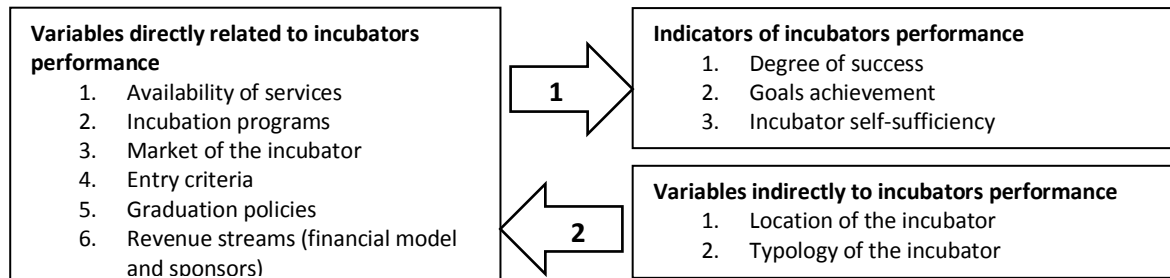 Variables directly related to incubators
performance
1. Availability of services
2. Incubation programs
3. Market of the incubator
4. Entry criteria
5. Graduation policies
6. Revenue streams (financial model
and sponsors)
1
Indicators of incubators performance
1. Degree of success
2. Goals achievement
3. Incubator self-sufficiency
2
Variables indirectly to incubators performance
1. Location of the incubator
2. Typology of the incubator